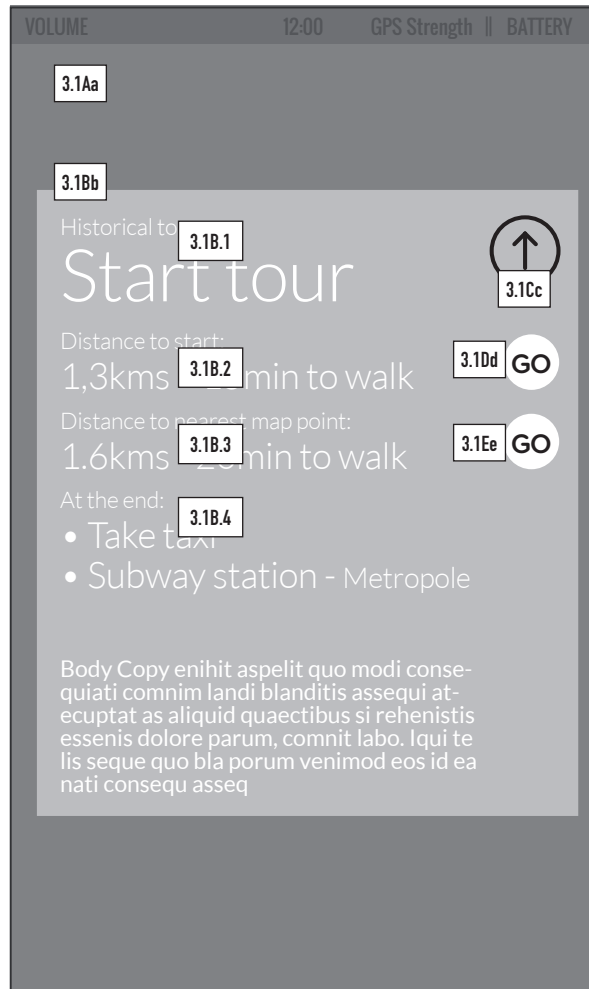 VOLUME 12:00 GPS Strength || BATTERY
3.1Aa
3.1Bb
Historical to
3.1B.1
Start tour
3.1Cc
Distance to start:
1,3kms 3.1B.2 min to walk 3.1Dd GO
Distance to nearest map point:
1.6kms 3.1B.3 min to walk 3.1Ee GO
At the end:
3.1B.4
• Take taxi
• Subway station - Metropole
Body Copy enihit aspelit quo modi conse-
quiati comnim landi blanditis assequi at-
ecuptat as aliquid quaectibus si rehenistis
essenis dolore parum, comnit labo. Iqui te
lis seque quo bla porum venimod eos id ea
nati consequ asseq